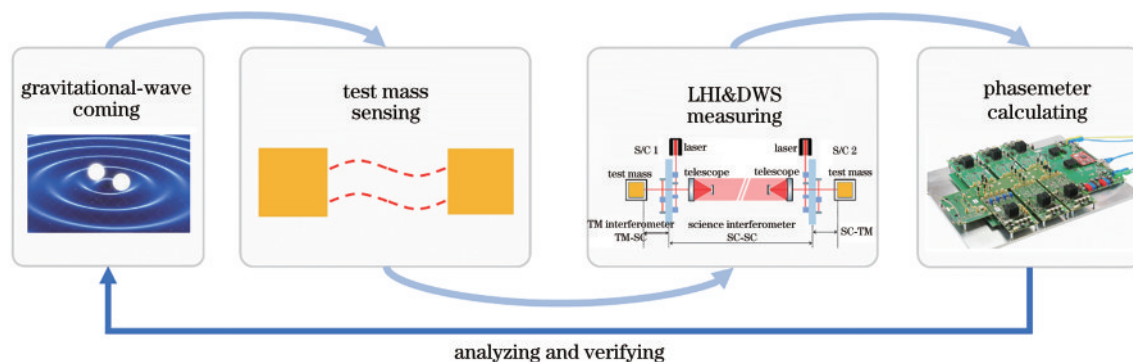 gravitational-wave
coming
test mass
sensing
LHI&DWS
measuring
S/C 1
laser
laser
S/C 2
test mass
telescope
telescope
test mass
TM interferometer
TM-SC
science interferometer
SC-SC
SC-TM
phasemeter
calculating
analyzing and verifying